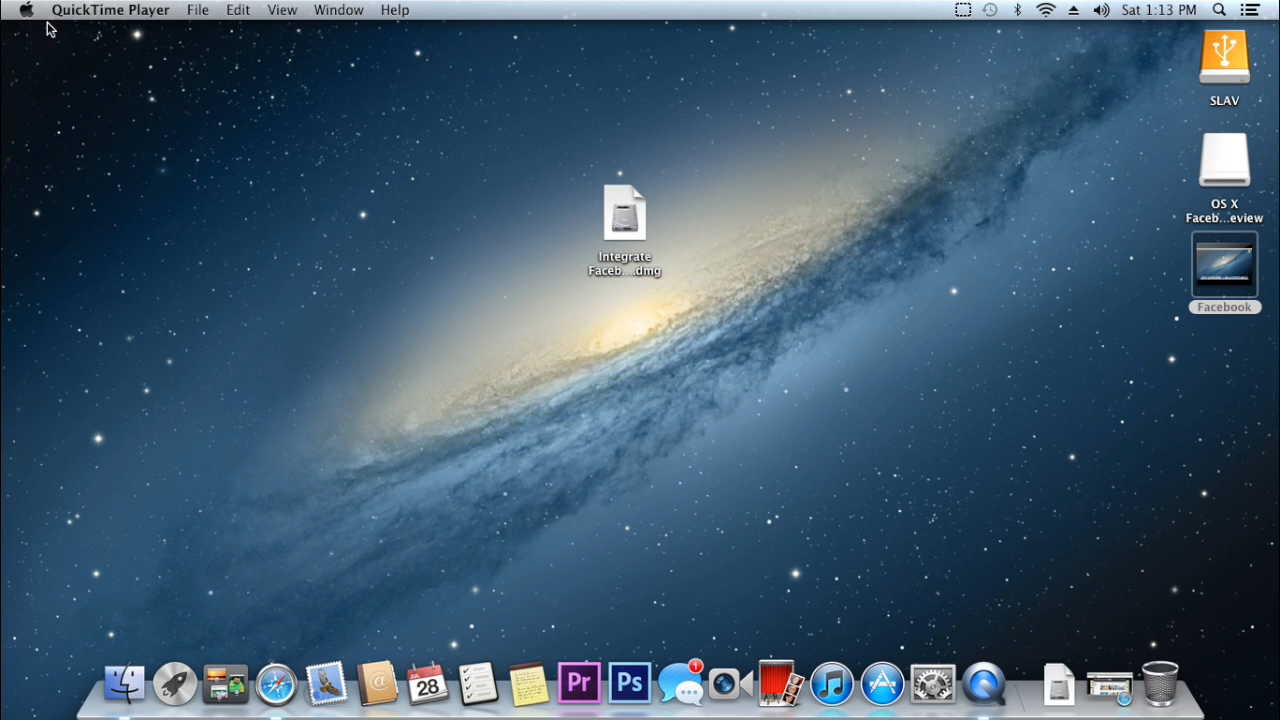 QuickTime Player File Edit View Window Help Sat 1:13 PM
SLAV
OS X
Faceb...eview
Integrate
Faceb....dmg
Facebook
JUL
28
Pr
Ps
1